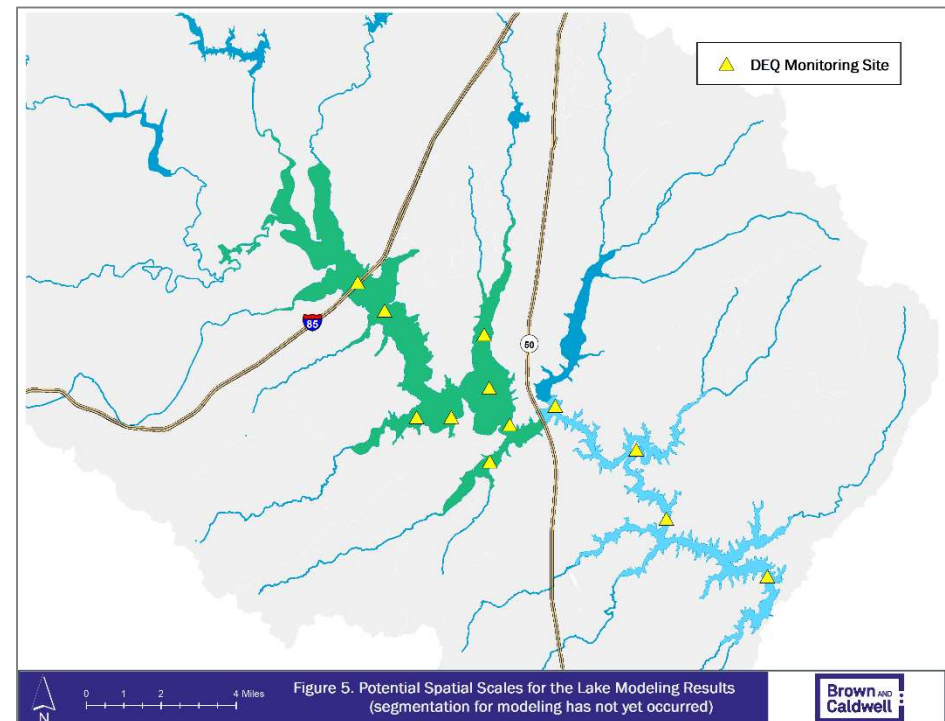 DEQ Monitoring Site
85
50
N
0 1 2 4 Miles
Figure 5. Potential Spatial Scales for the Lake Modeling Results
(segmentation for modeling has not yet occurred)
Brown AND
Caldwell